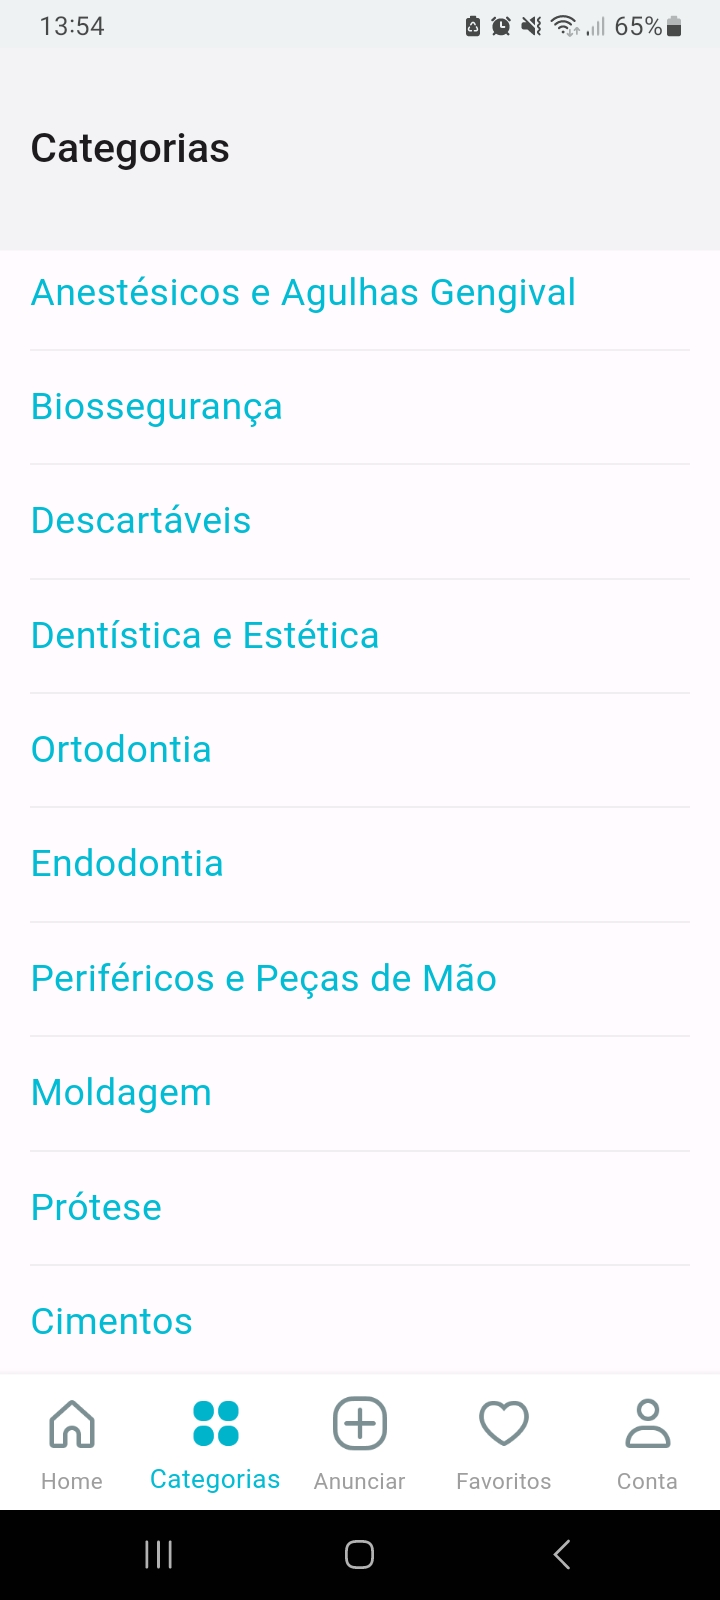 13:54
65%
Categorias
Anestésicos e Agulhas Gengival
Biossegurança
Descartáveis
Dentística e Estética
Ortodontia
Endodontia
Periféricos e Peças de Mão
Moldagem
Prótese
Cimentos
Home
Categorias
Anunciar
Favoritos
Conta